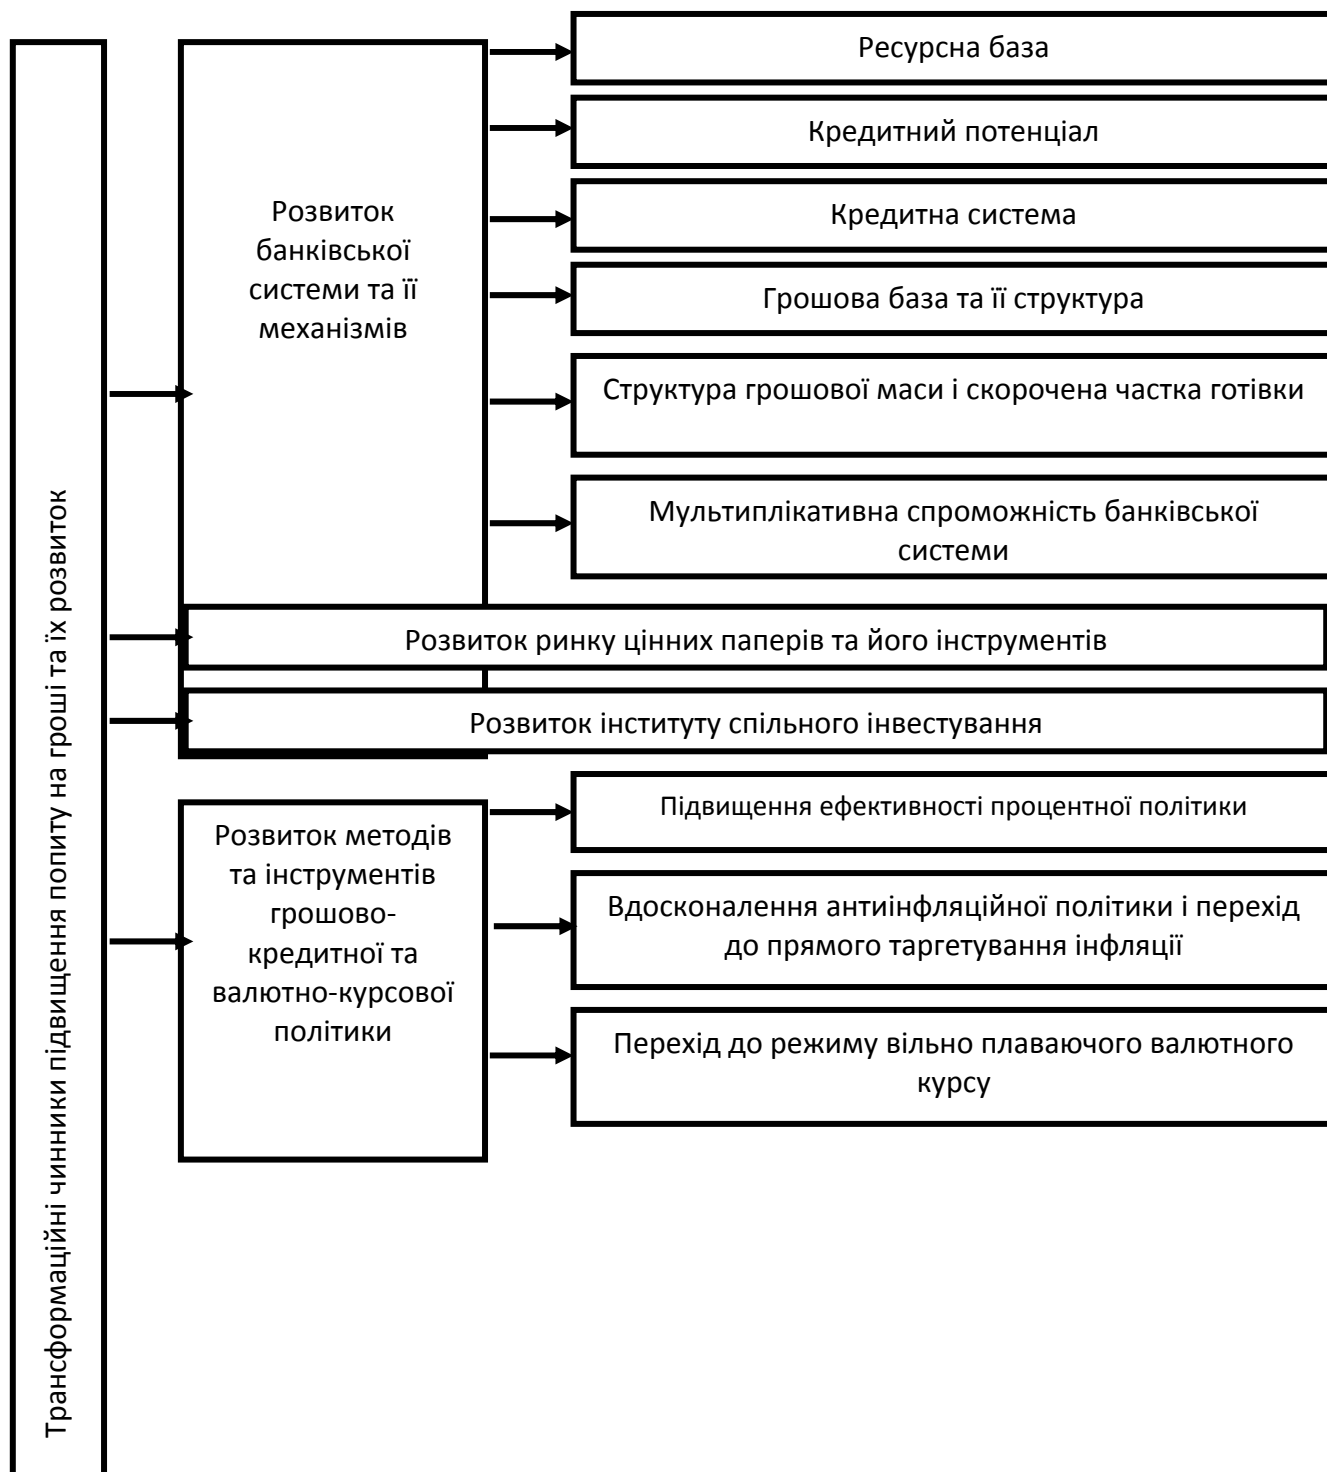 Трансформаційні чинники підвищення попиту на гроші та їх розвиток
Розвиток
банківської
системи та її
механізмів
Ресурсна база
Кредитний потенціал
Кредитна система
Грошова база та її структура
Структура грошової маси і скорочена частка готівки
Мультиплікативна спроможність банківської
системи
Розвиток ринку цінних паперів та його інструментів
Розвиток інституту спільного інвестування
Розвиток методів
та інструментів
грошово-
кредитної та
валютно-курсової
політики
Підвищення ефективності процентної політики
Вдосконалення антиінфляційної політики і перехід
до прямого таргетування інфляції
Перехід до режиму вільно плаваючого валютного
курсу